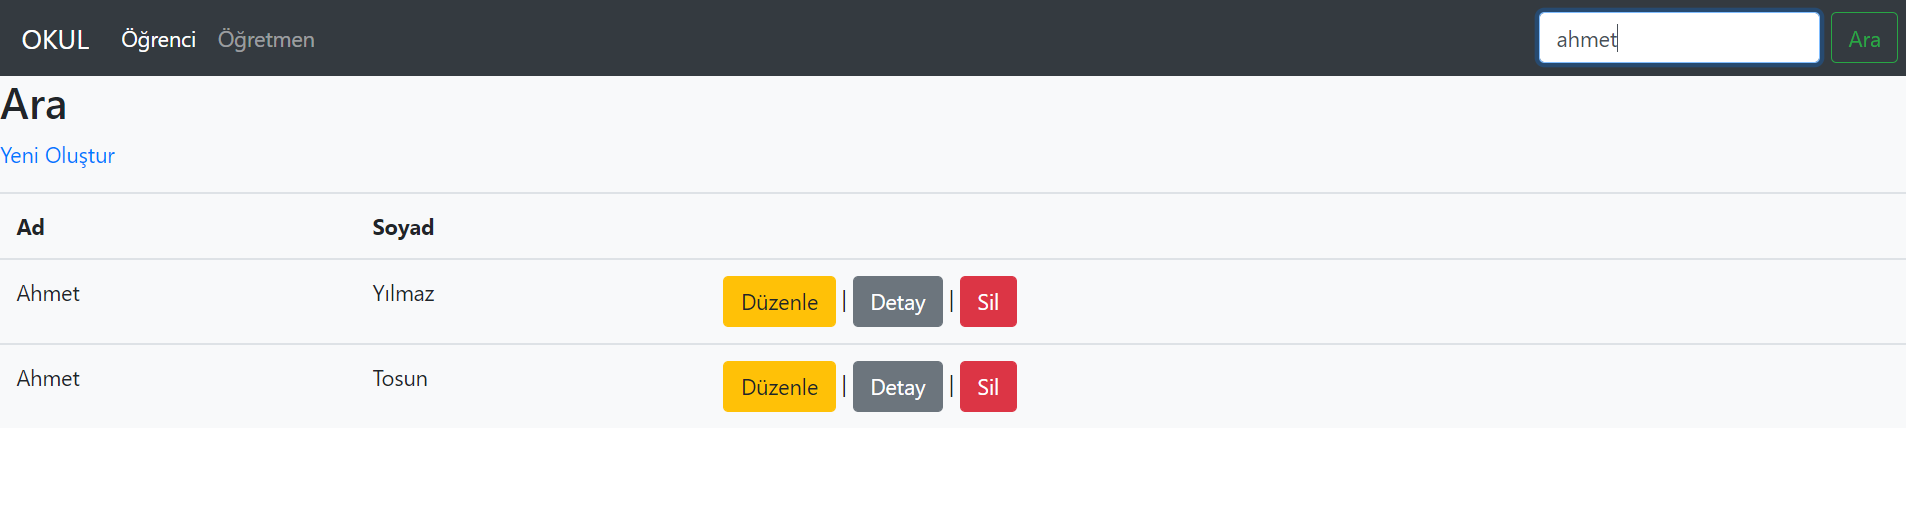 OKUL Öğrenci Öğretmen ahmet Ara
Ara
Yeni Oluştur
Ad Soyad
Ahmet Yılmaz Düzenle | Detay | Sil
Ahmet Tosun Düzenle | Detay | Sil